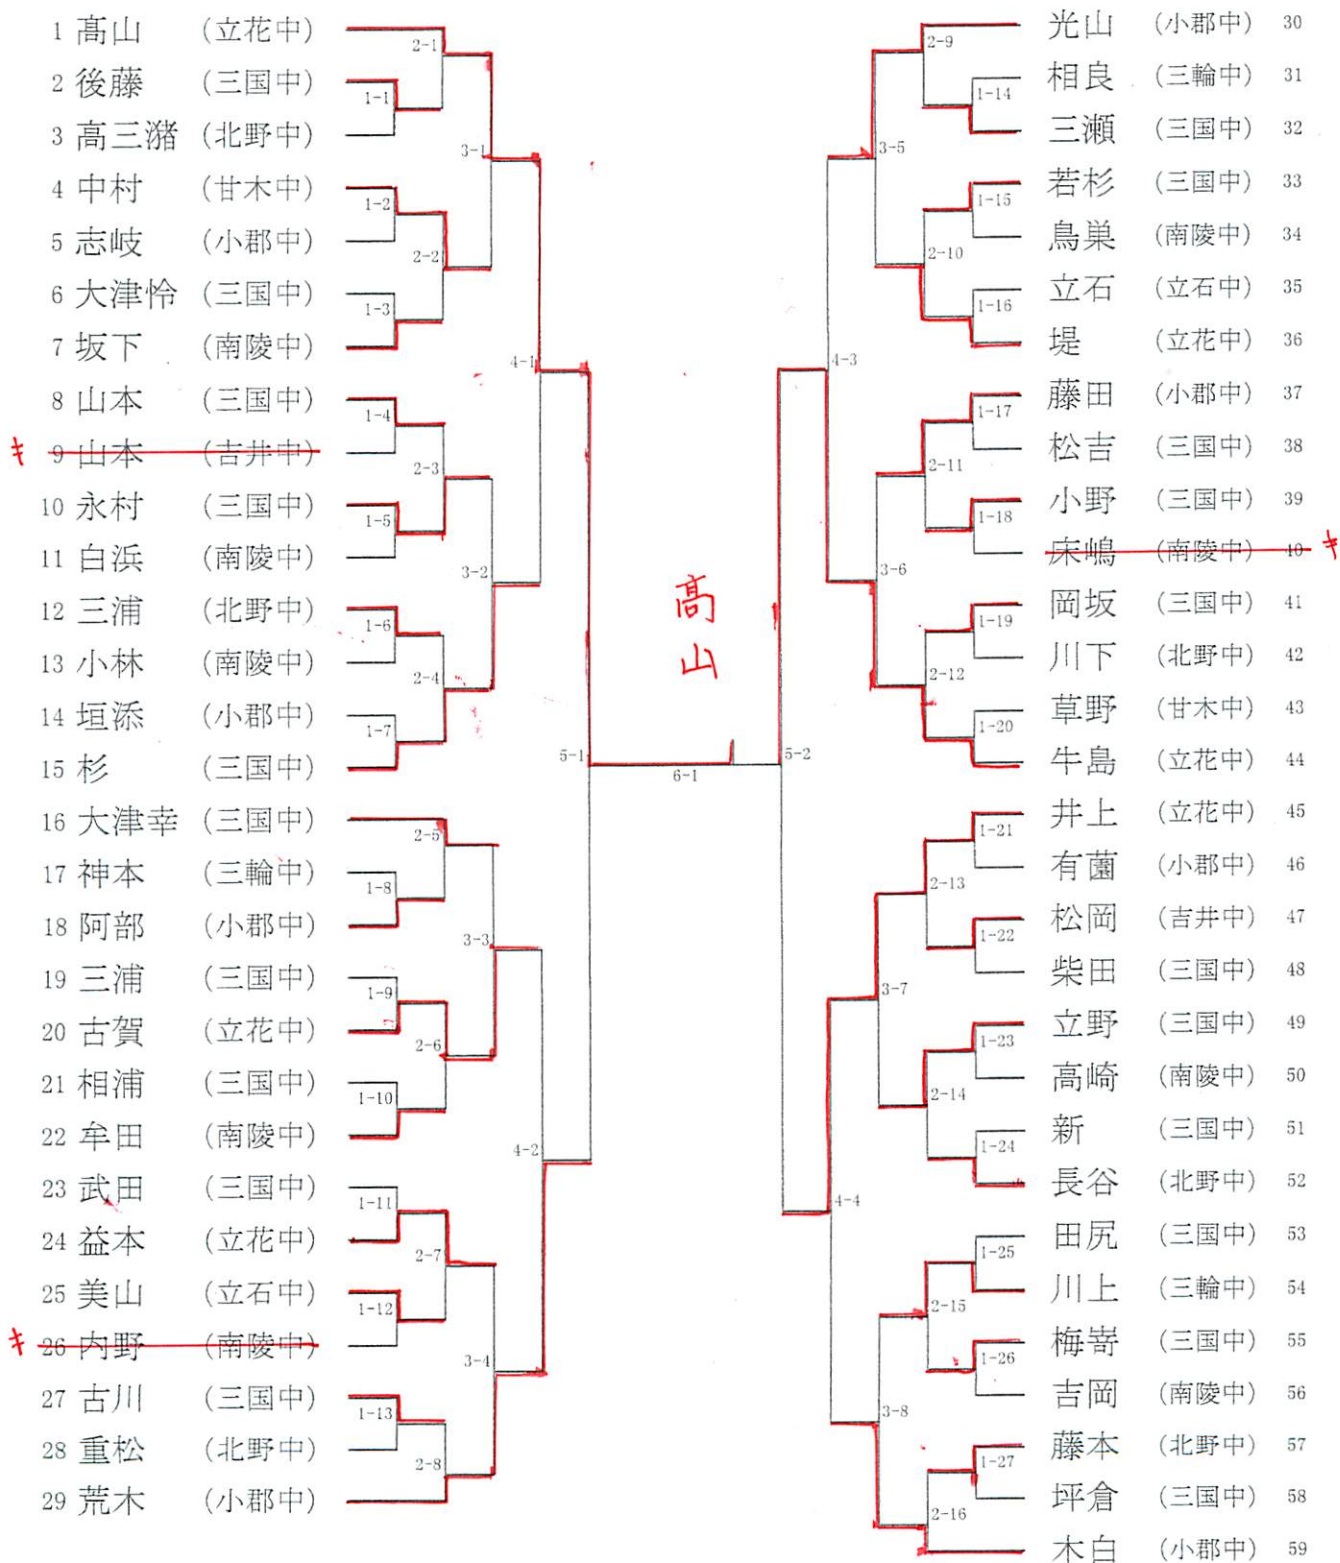 1 髙山 (立花中)
2 後藤 (三国中)
3 高三潴 (北野中)
4 中村 (甘木中)
5 志岐 (小郡中)
6 大津怜 (三国中)
7 坂下 (南陵中)
8 山本 (三国中)
キ 9 山本 (吉井中)
10 永村 (三国中)
11 白浜 (南陵中)
12 三浦 (北野中)
13 小林 (南陵中)
14 垣添 (小郡中)
15 杉 (三国中)
16 大津幸 (三国中)
17 神本 (三輪中)
18 阿部 (小郡中)
19 三浦 (三国中)
20 古賀 (立花中)
21 相浦 (三国中)
22 牟田 (南陵中)
23 武田 (三国中)
24 益本 (立花中)
25 美山 (立石中)
キ 26 内野 (南陵中)
27 古川 (三国中)
28 重松 (北野中)
29 荒木 (小郡中)
1-1
1-2
1-3
1-4
1-5
1-6
1-7
1-8
1-9
1-10
1-11
1-12
1-13
2-1
2-2
2-3
2-4
2-5
2-6
2-7
2-8
3-1
3-2
3-3
3-4
4-1
4-2
5-1
髙山
6-1
5-2
4-3
4-4
3-5
3-6
3-7
3-8
2-9
2-10
2-11
2-12
2-13
2-14
2-15
2-16
1-14
1-15
1-16
1-17
1-18
1-19
1-20
1-21
1-22
1-23
1-24
1-25
1-26
1-27
光山 (小郡中) 30
相良 (三輪中) 31
三瀬 (三国中) 32
若杉 (三国中) 33
鳥巣 (南陵中) 34
立石 (立石中) 35
堤 (立花中) 36
藤田 (小郡中) 37
松吉 (三国中) 38
小野 (三国中) 39
床嶋 (南陵中) 40 キ
岡坂 (三国中) 41
川下 (北野中) 42
草野 (甘木中) 43
牛島 (立花中) 44
井上 (立花中) 45
有薗 (小郡中) 46
松岡 (吉井中) 47
柴田 (三国中) 48
立野 (三国中) 49
高崎 (南陵中) 50
新 (三国中) 51
長谷 (北野中) 52
田尻 (三国中) 53
川上 (三輪中) 54
梅嵜 (三国中) 55
吉岡 (南陵中) 56
藤本 (北野中) 57
坪倉 (三国中) 58
木白 (小郡中) 59